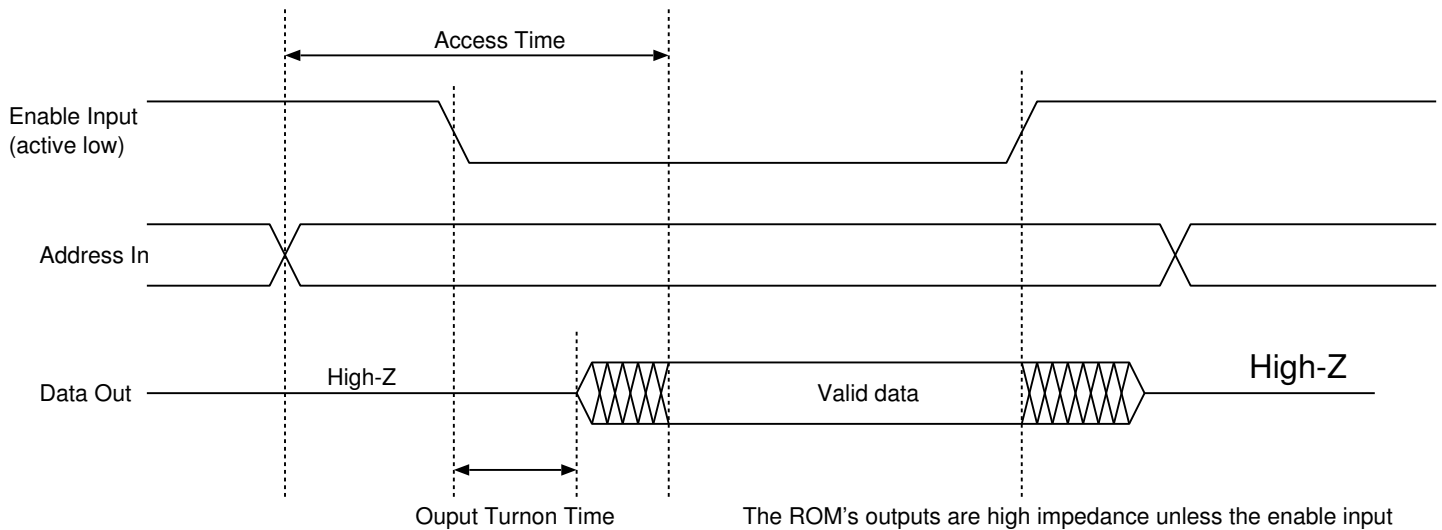 Access Time
Enable Input
(active low)
Address In
High-Z
High-Z
Data Out
Valid data
Ouput Turnon Time
The ROM's outputs are high impedance unless the enable input